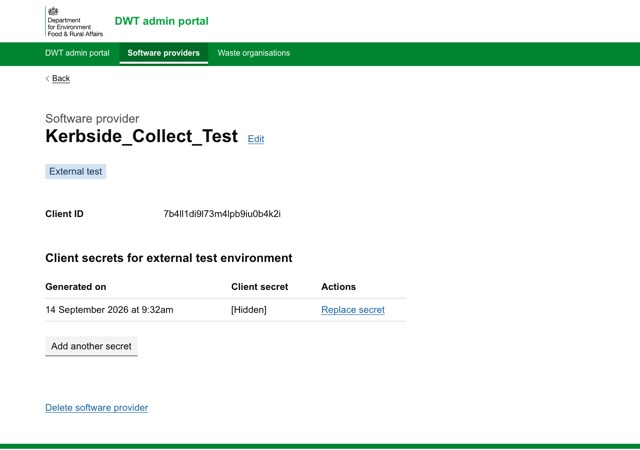 Department
for Environment
Food & Rural Affairs
DWT admin portal
DWT admin portal
Software providers
Waste organisations
Back
Software provider
Kerbside_Collect_Test
Edit
External test
Client ID
7b4ll1di9l73m4lpb9iu0b4k2i
Client secrets for external test environment
Generated on
Client secret
Actions
14 September 2026 at 9:32am
[Hidden]
Replace secret
Add another secret
Delete software provider